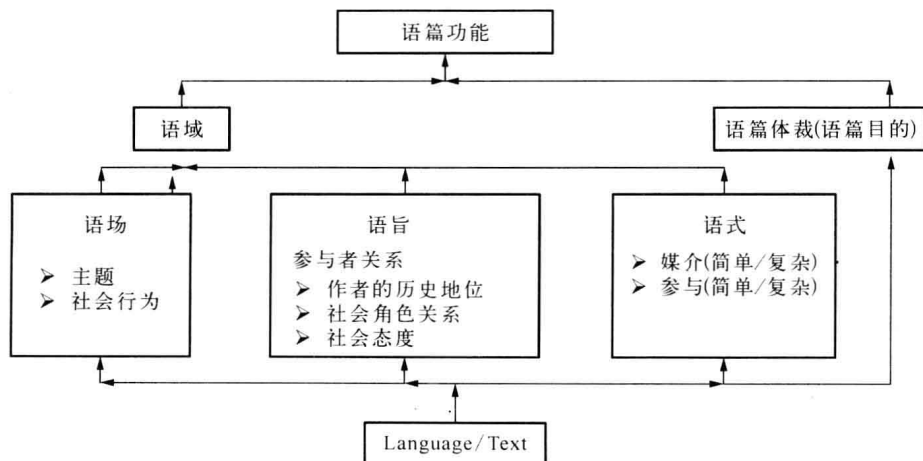 语篇功能
语域
语篇体裁(语篇目的)
语场
➢ 主题
➢ 社会行为
语旨
参与者关系
➢ 作者的历史地位
➢ 社会角色关系
➢ 社会态度
语式
➢ 媒介(简单/复杂)
➢ 参与(简单/复杂)
Language/Text